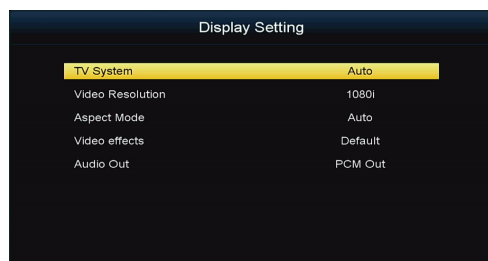 Display Setting
TV System Auto
Video Resolution 1080i
Aspect Mode Auto
Video effects Default
Audio Out PCM Out